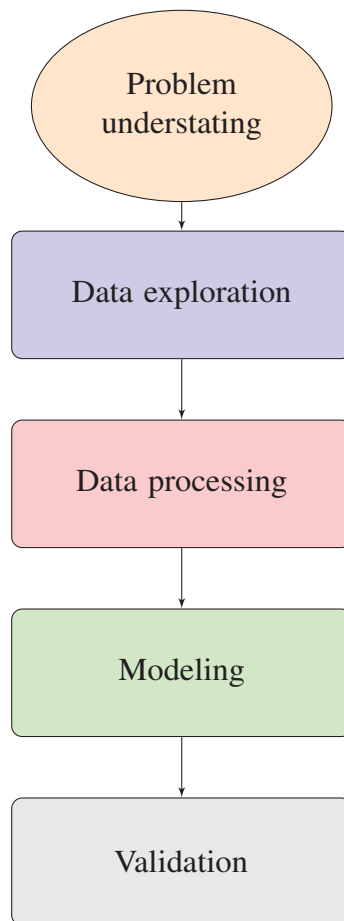 Problem
understating
Data exploration
Data processing
Modeling
Validation